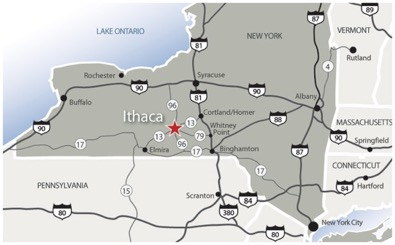 87
89
LAKE ONTARIO
NEW YORK
VERMONT
81
Rutland
4
Rochester
Syracuse
90
90
Buffalo
96
81
Albany
Ithaca
Cortland/Homer
13
13
Whitney
Point
88
90
MASSACHUSETTS
90
79
Springfield
17
96
87
Elmira
17
Binghamton
CONNECTICUT
17
84
Hartford
PENNSYLVANIA
15
Scranton
84
380
New York City
80
80